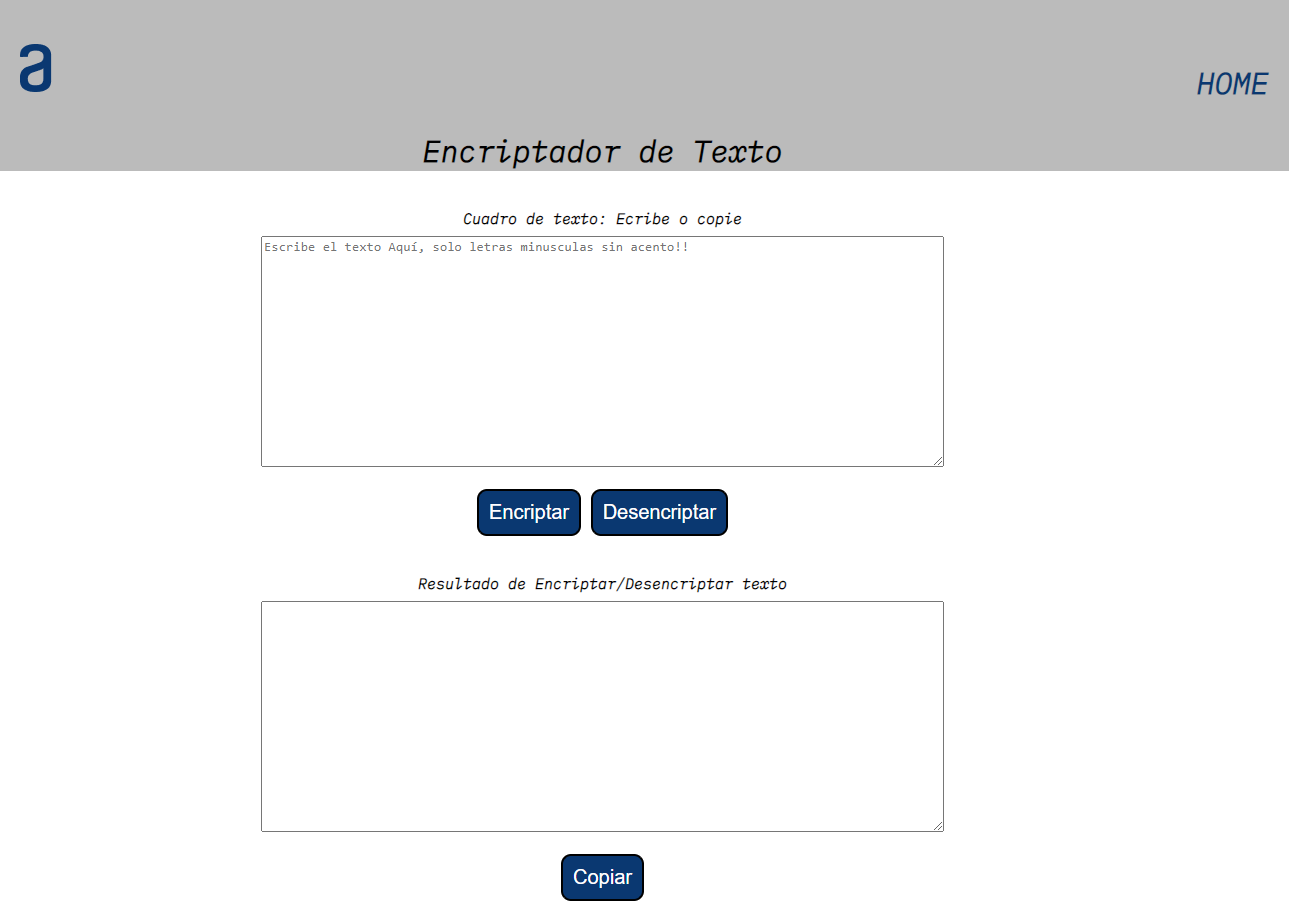 a
HOME
Encriptador de Texto
Cuadro de texto: Ecribe o copie
Escribe el texto Aquí, solo letras minusculas sin acento!!
Encriptar Desencriptar
Resultado de Encriptar/Desencriptar texto
Copiar